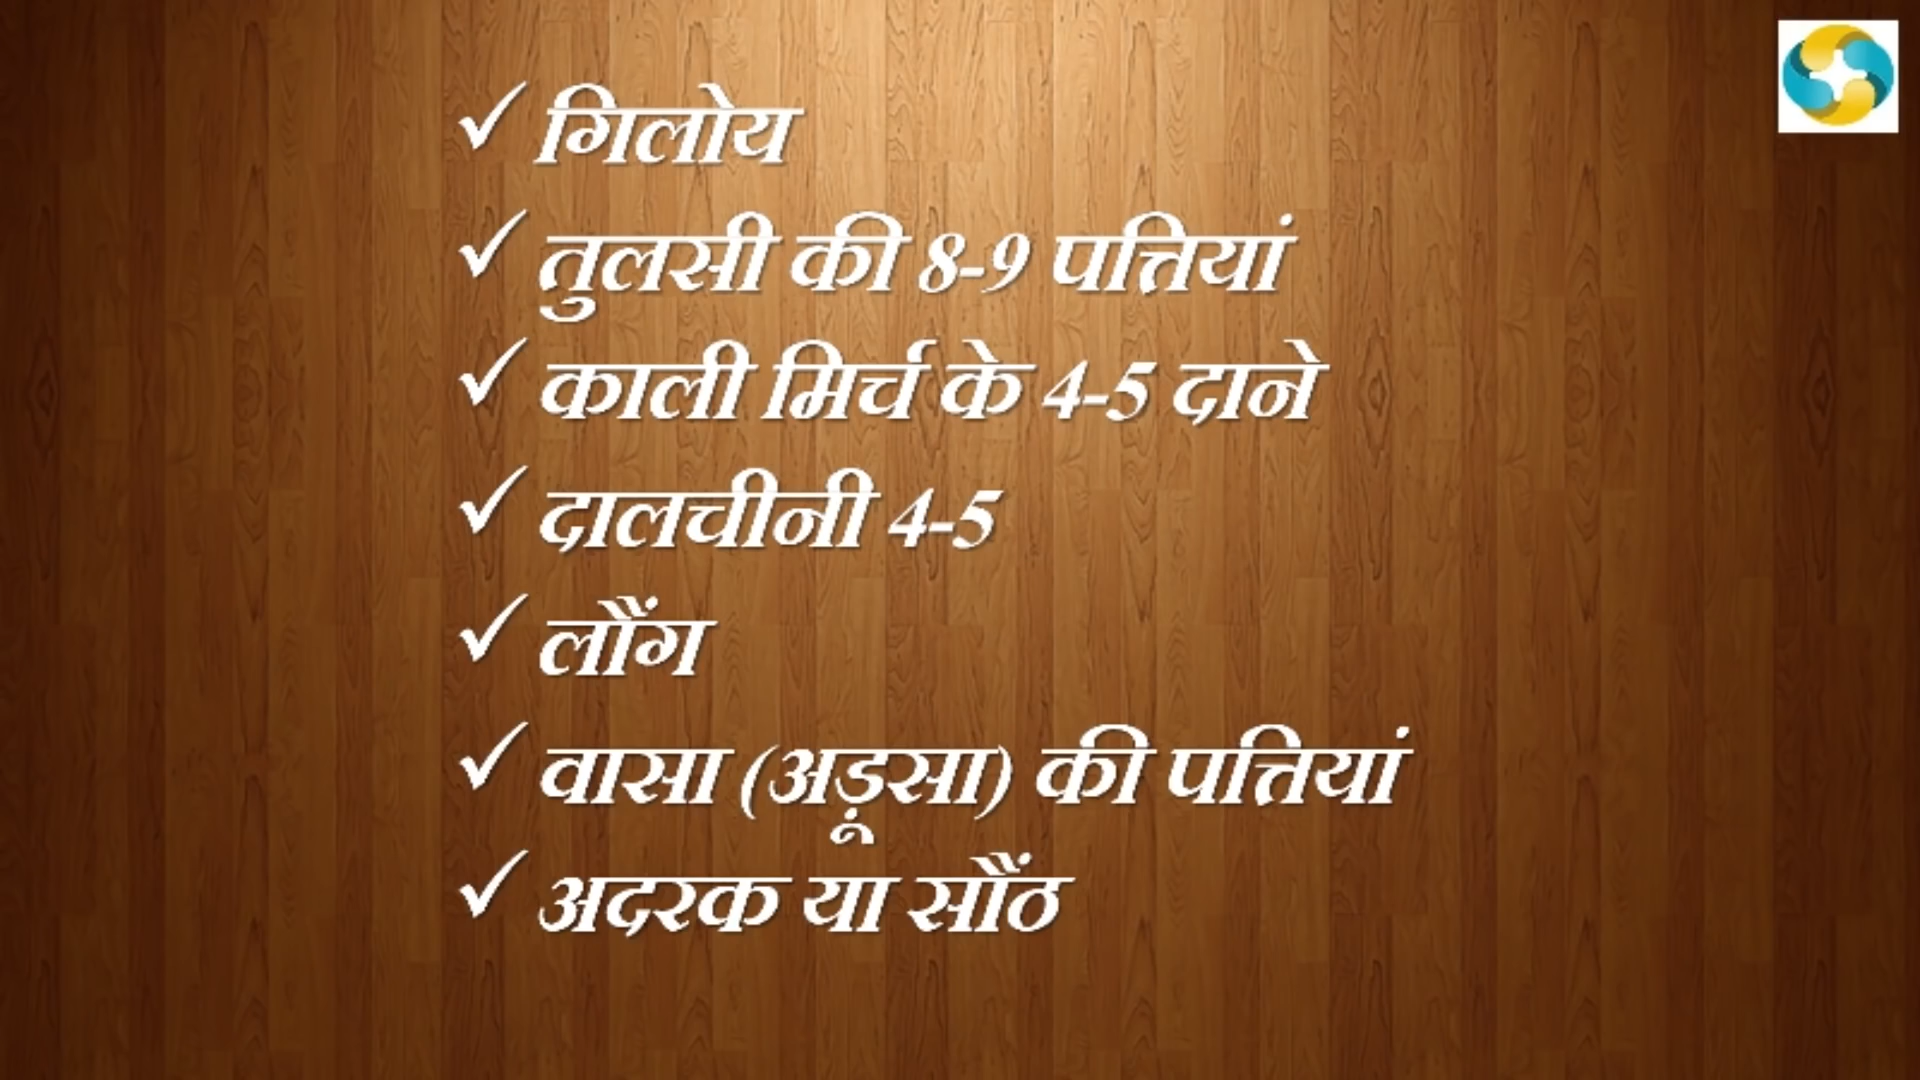 ✓ गिलोय
✓ तुलसी की 8-9 पत्तियां
✓ काली मिर्च के 4-5 दाने
✓ दालचीनी 4-5
✓ लौंग
✓ वासा (अडूसा) की पत्तियां
✓ अदरक या सौंठ